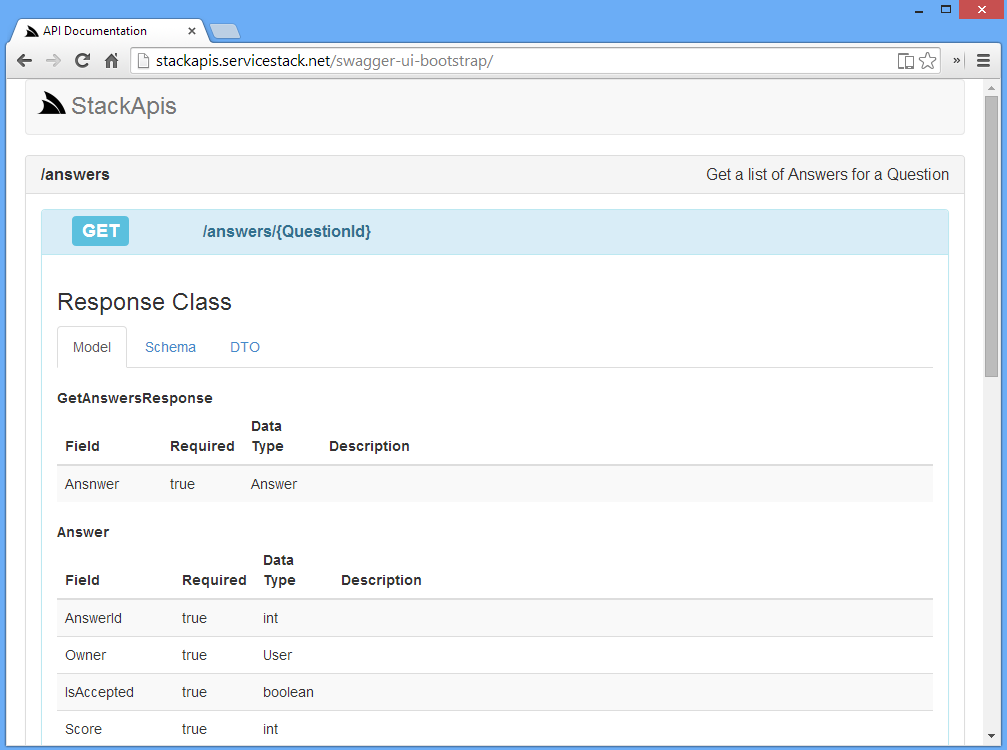 API Documentation
stackapis.servicestack.net/swagger-ui-bootstrap/
StackApis
/answers Get a list of Answers for a Question
GET /answers/{QuestionId}
Response Class
Model Schema DTO
GetAnswersResponse
Field Required Data Type Description
Ansnwer true Answer
Answer
Field Required Data Type Description
AnswerId true int
Owner true User
IsAccepted true boolean
Score true int